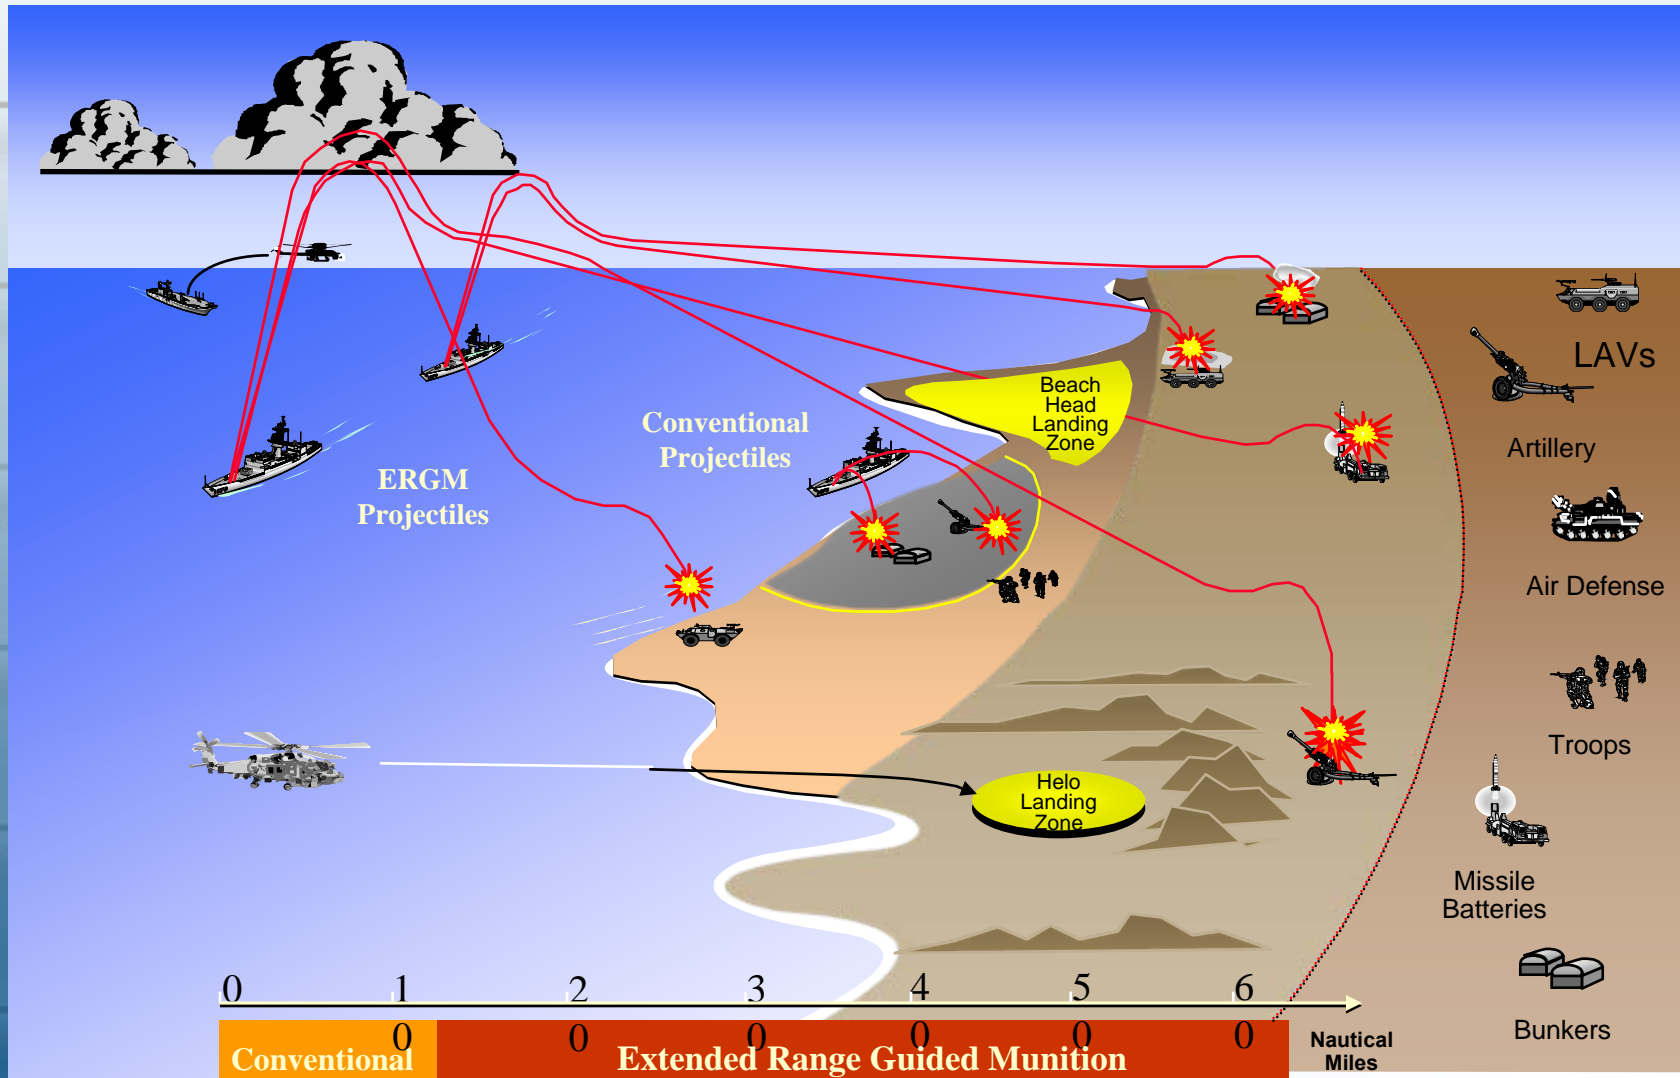 LAVs
Beach
Head
Landing
Zone
Conventional
Projectiles
Artillery
ERGM
Projectiles
Air Defense
Troops
Helo
Landing
Zone
Missile
Batteries
0 1 2 3 4 5 6
0 0 0 0 0 0
Bunkers
Conventional
Extended Range Guided Munition
Nautical
Miles